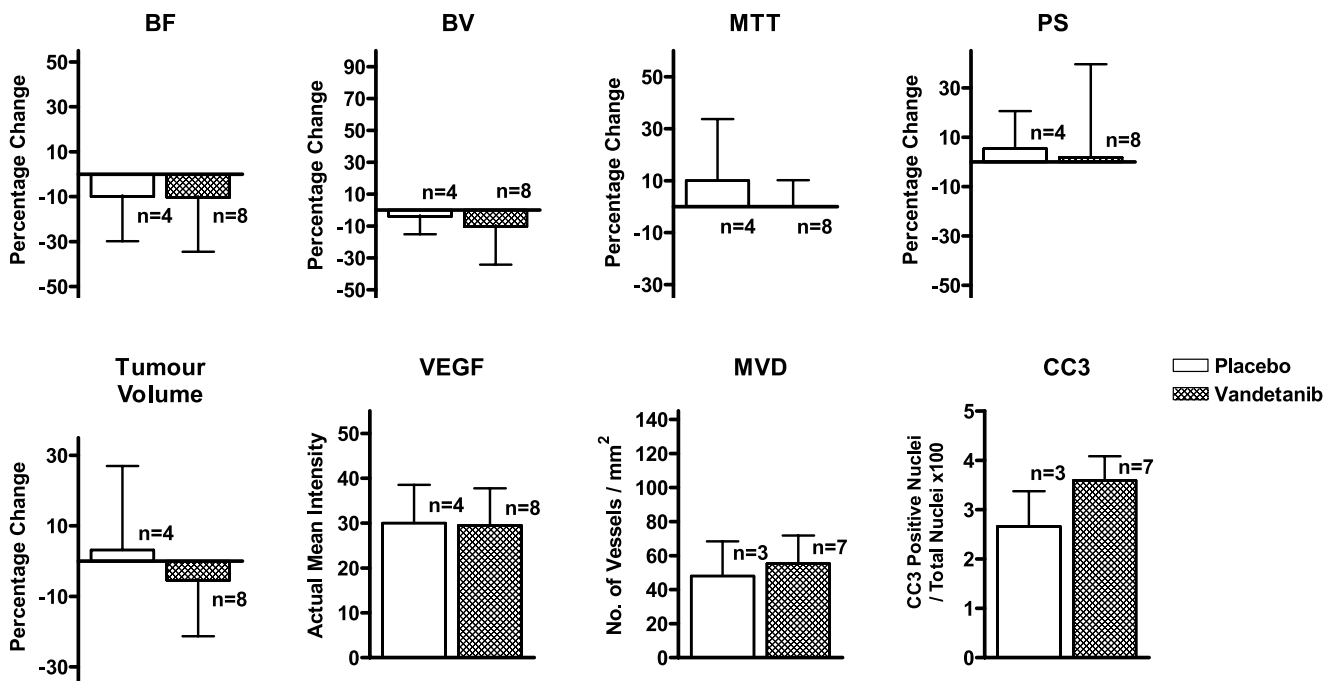 BF
Percentage Change
50
30
10
-10
-30
-50
n=4
n=8
BV
Percentage Change
90
70
50
30
10
-10
-30
-50
n=4
n=8
MTT
Percentage Change
50
30
10
-10
-30
n=4
n=8
PS
Percentage Change
30
10
-10
-30
-50
n=4
n=8
Tumour
Volume
Percentage Change
30
10
-10
-30
n=4
n=8
VEGF
Actual Mean Intensity
50
40
30
20
10
0
n=4
n=8
MVD
No. of Vessels / mm²
140
120
100
80
60
40
20
0
n=3
n=7
CC3
CC3 Positive Nuclei
/ Total Nuclei x100
5
4
3
2
1
0
n=3
n=7
Placebo
Vandetanib